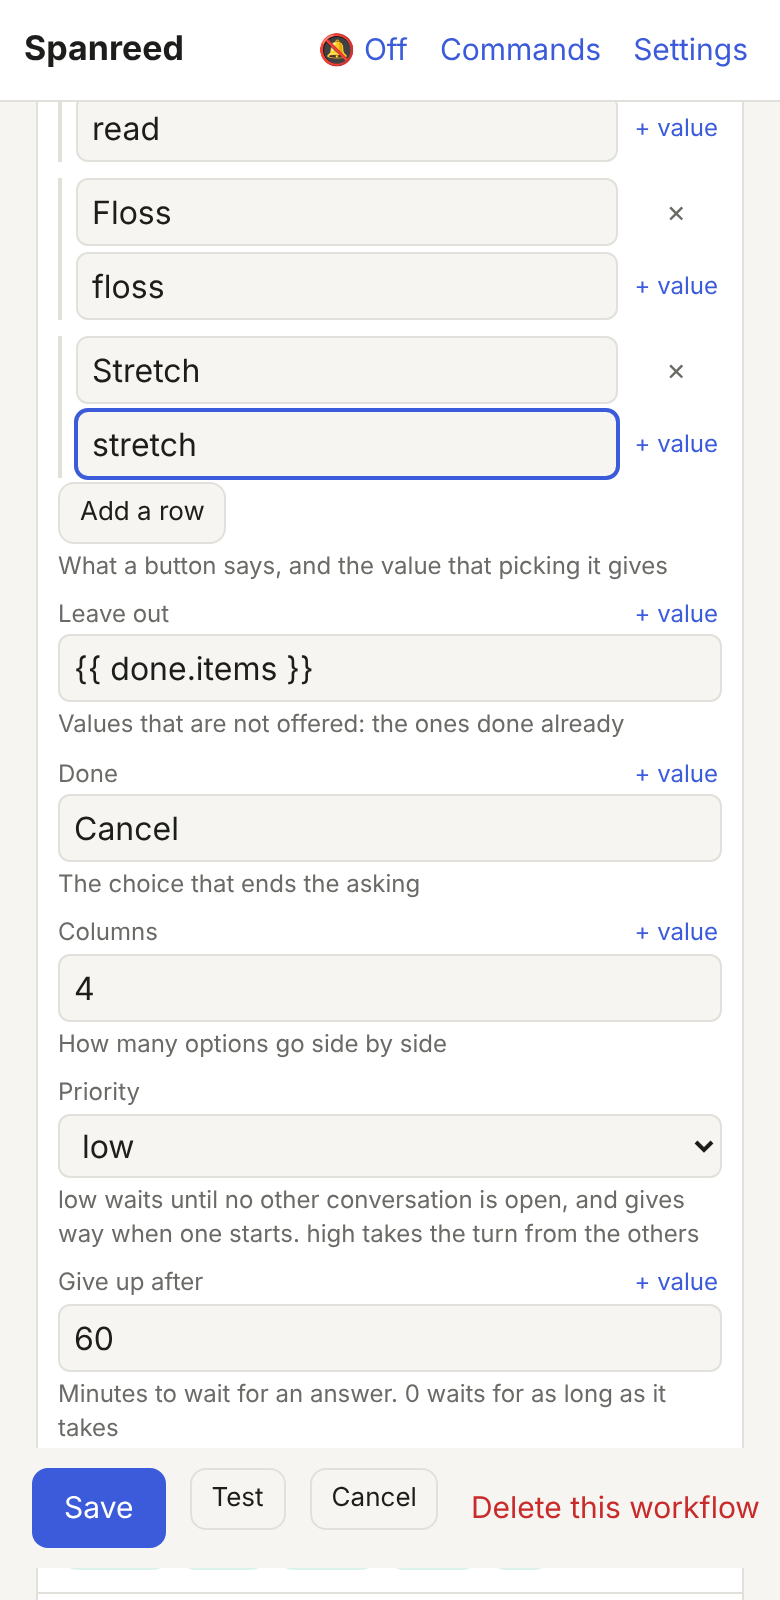 Spanreed Off Commands Settings
read + value
Floss ×
floss + value
Stretch ×
stretch + value
Add a row
What a button says, and the value that picking it gives
Leave out + value
{{ done.items }}
Values that are not offered: the ones done already
Done + value
Cancel
The choice that ends the asking
Columns + value
4
How many options go side by side
Priority
low
low waits until no other conversation is open, and gives
way when one starts. high takes the turn from the others
Give up after + value
60
Minutes to wait for an answer. 0 waits for as long as it
takes
Save Test Cancel Delete this workflow